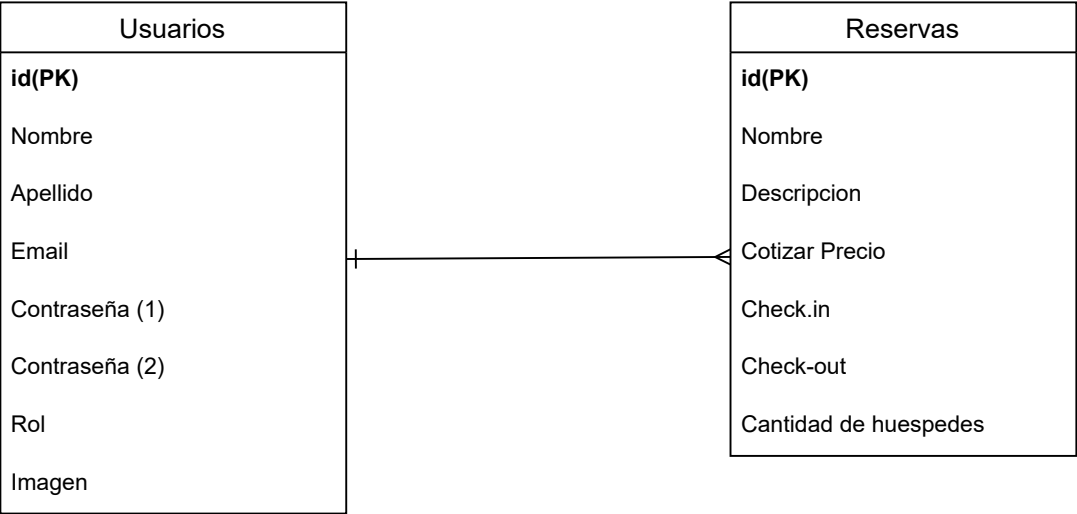 Usuarios
id(PK)
Nombre
Apellido
Email
Contraseña (1)
Contraseña (2)
Rol
Imagen
Reservas
id(PK)
Nombre
Descripcion
Cotizar Precio
Check.in
Check-out
Cantidad de huespedes